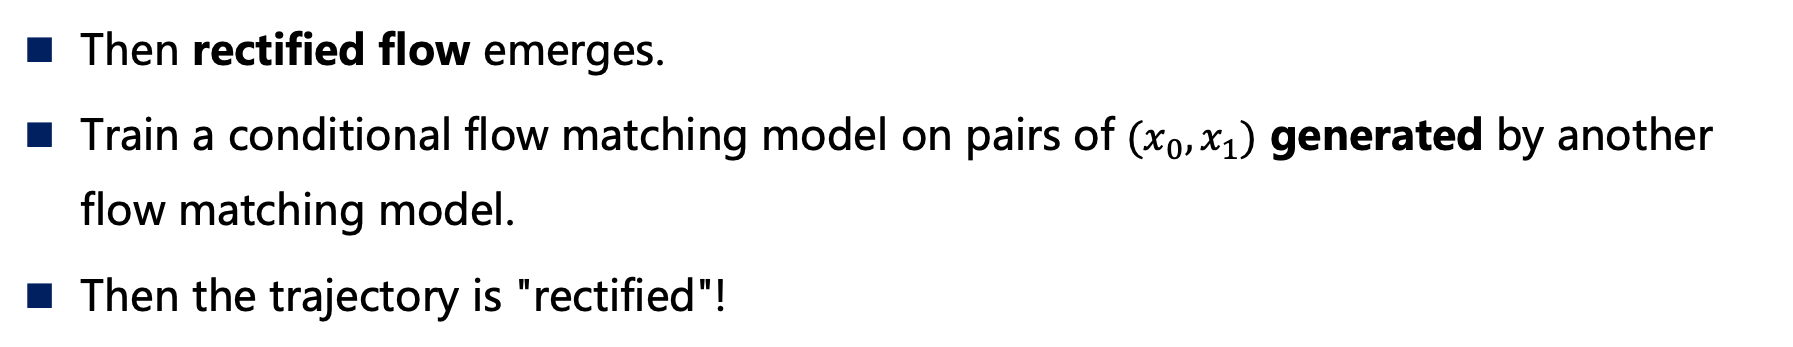 Then rectified flow emerges.
Train a conditional flow matching model on pairs of (x₀, x₁) generated by another
flow matching model.
Then the trajectory is "rectified"!